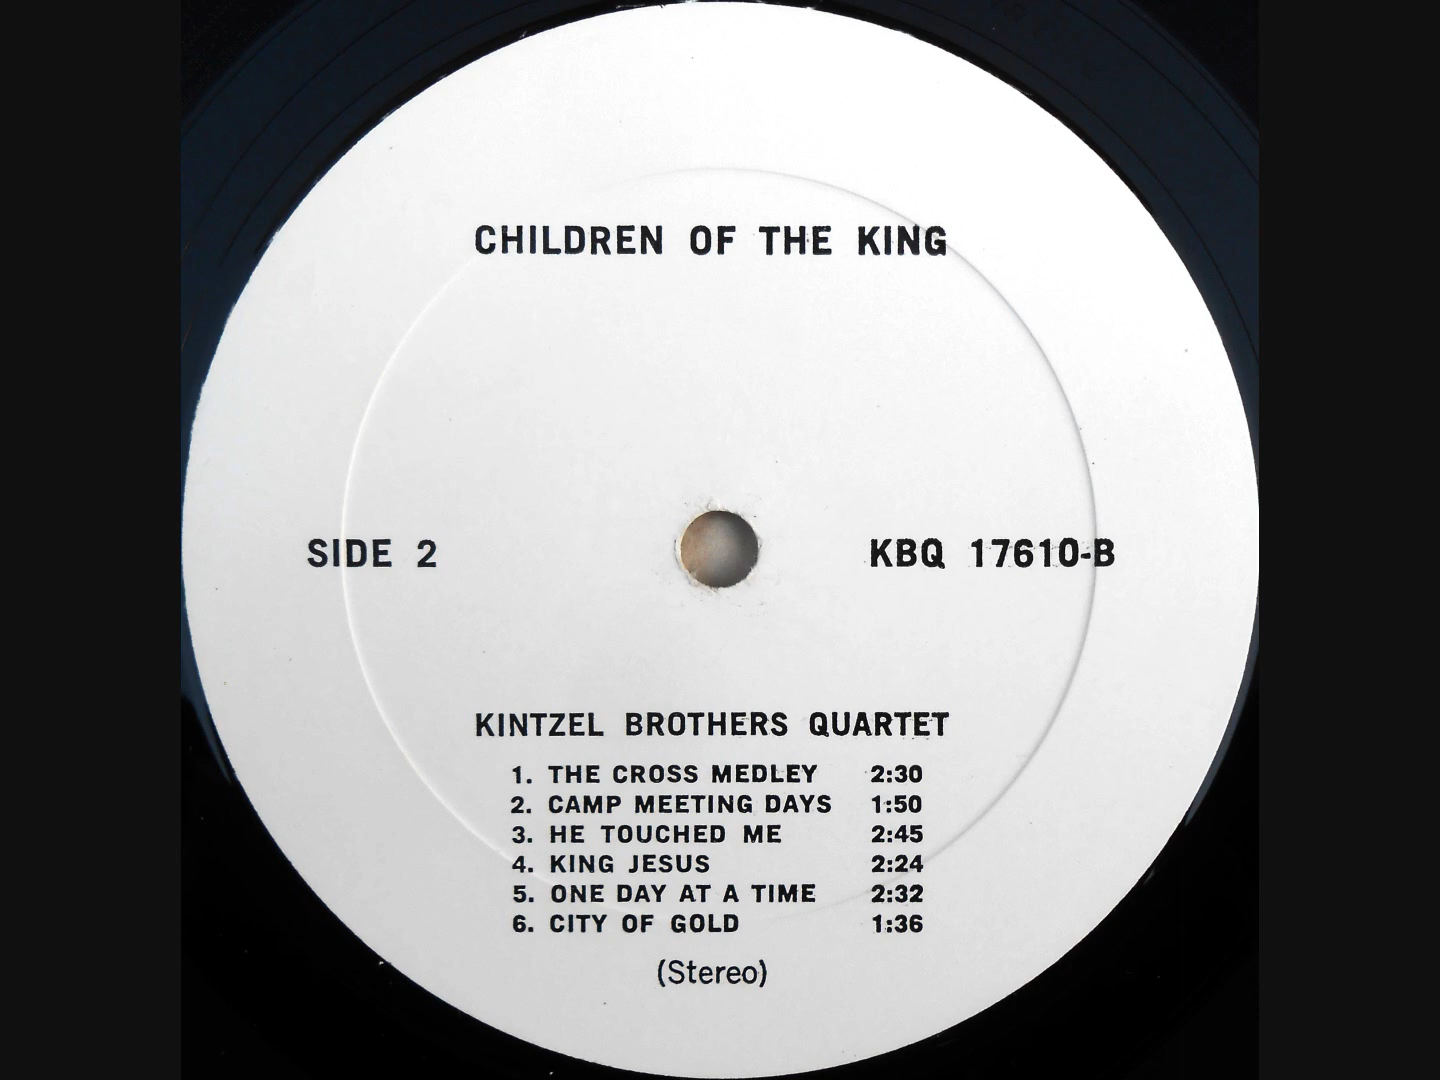 CHILDREN OF THE KING
SIDE 2
KBQ 17610-B
KINTZEL BROTHERS QUARTET
1. THE CROSS MEDLEY 2:30
2. CAMP MEETING DAYS 1:50
3. HE TOUCHED ME 2:45
4. KING JESUS 2:24
5. ONE DAY AT A TIME 2:32
6. CITY OF GOLD 1:36
(Stereo)